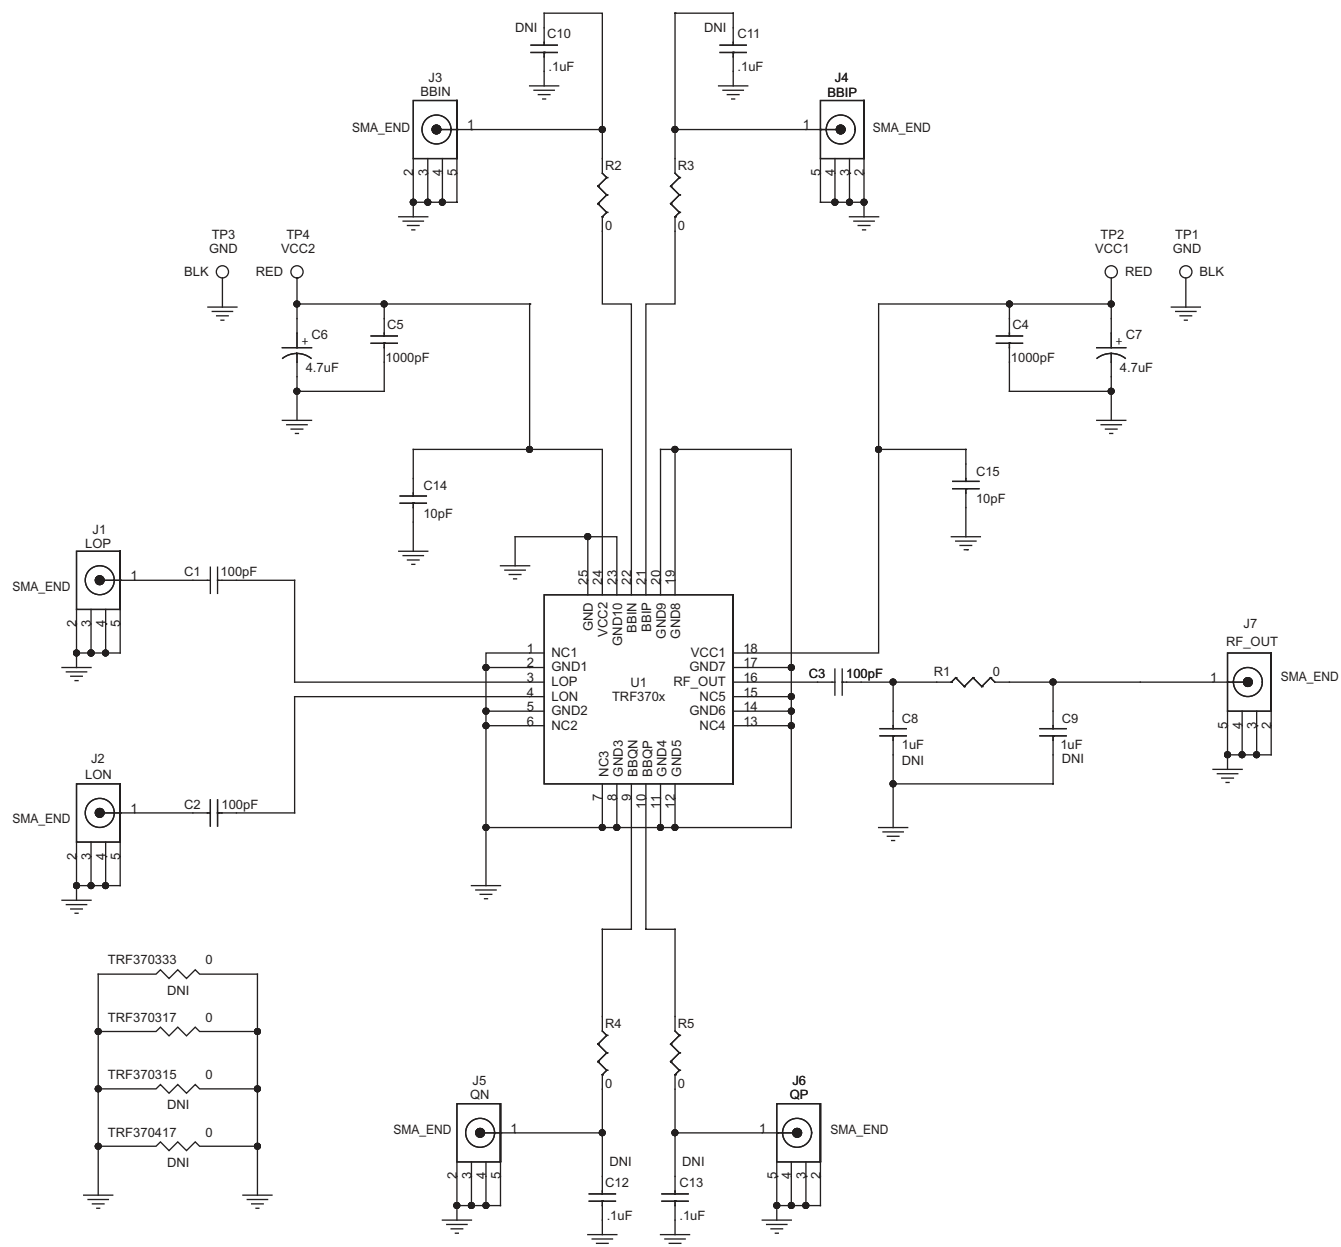 DNI
C10
.1uF
DNI
C11
.1uF
J3
BBIN
SMA_END
1
2
3
4
5
J4
BBIP
SMA_END
1
5
4
3
2
R2
0
R3
0
TP3
GND
BLK
TP4
VCC2
RED
TP2
VCC1
RED
TP1
GND
BLK
+
C6
4.7uF
C5
1000pF
C4
1000pF
+
C7
4.7uF
C14
10pF
C15
10pF
J1
LOP
SMA_END
1
2
3
4
5
C1
100pF
25
24
23
22
21
20
19
GND
VCC2
GND10
BBIN
BBIP
GND9
GND8
1
NC1
2
GND1
3
LOP
4
LON
5
GND2
6
NC2
U1
TRF370x
VCC1
18
GND7
17
RF_OUT
16
NC5
15
GND6
14
NC4
13
NC3
GND3
BBQN
BBQP
GND4
GND5
7
8
9
10
11
12
C3
100pF
R1
0
C8
1uF
DNI
C9
1uF
DNI
J7
RF_OUT
SMA_END
1
5
4
3
2
J2
LON
SMA_END
1
2
3
4
5
C2
100pF
TRF370333
0
DNI
TRF370317
0
TRF370315
0
DNI
TRF370417
0
DNI
R4
0
R5
0
J5
QN
SMA_END
1
2
3
4
5
J6
QP
SMA_END
1
5
4
3
2
DNI
C12
.1uF
DNI
C13
.1uF